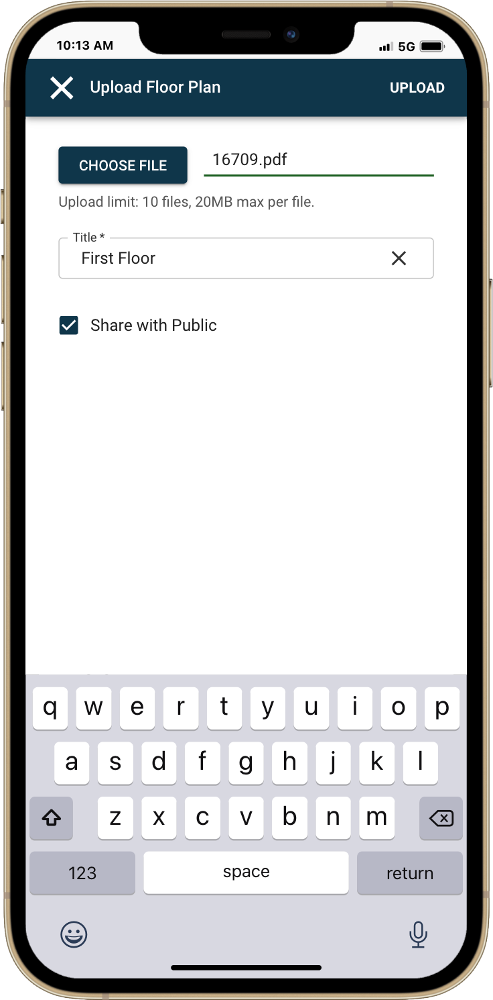 10:13 AM 5G
Upload Floor Plan UPLOAD
CHOOSE FILE 16709.pdf
Upload limit: 10 files, 20MB max per file.
Title *
First Floor
Share with Public
q w e r t y u i o p
a s d f g h j k l
z x c v b n m
123 space return